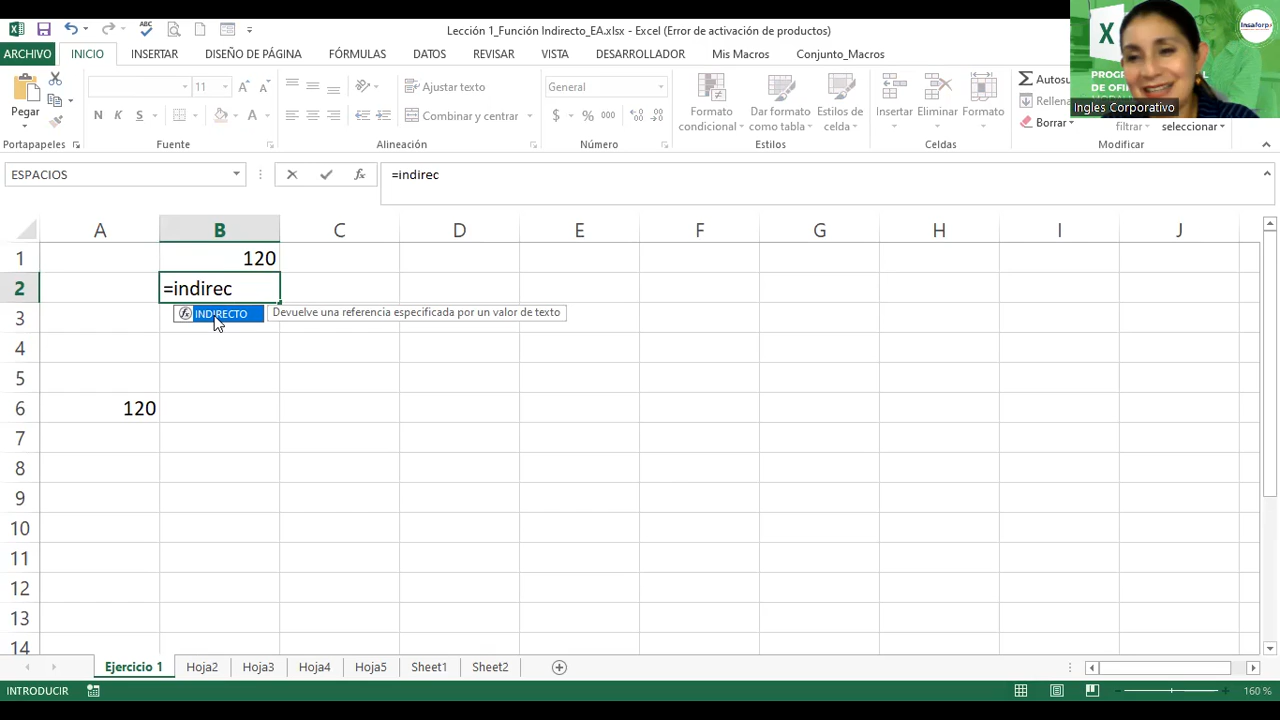 Lección 1_Función Indirecto_EA.xlsx - Excel (Error de activación de productos)
ARCHIVO INICIO INSERTAR DISEÑO DE PÁGINA FÓRMULAS DATOS REVISAR VISTA DESARROLLADOR Mis Macros Conjunto_Macros
Insaforp
Ingles Corporativo
Pegar
11
N K S
A
Ajustar texto
Combinar y centrar
General
$ % 000
Formato condicional
Dar formato como tabla
Estilos de celda
Insertar
Eliminar
Formato
Autosu
Rellena
Borrar
filtrar
seleccionar
Portapapeles Fuente Alineación Número Estilos Celdas Modificar
ESPACIOS
=indirec
A B C D E F G H I J
1 120
2 =indirec
INDIRECTO Devuelve una referencia especificada por un valor de texto
3
4
5
6 120
7
8
9
10
11
12
13
14
Ejercicio 1 Hoja2 Hoja3 Hoja4 Hoja5 Sheet1 Sheet2
INTRODUCIR
160 %